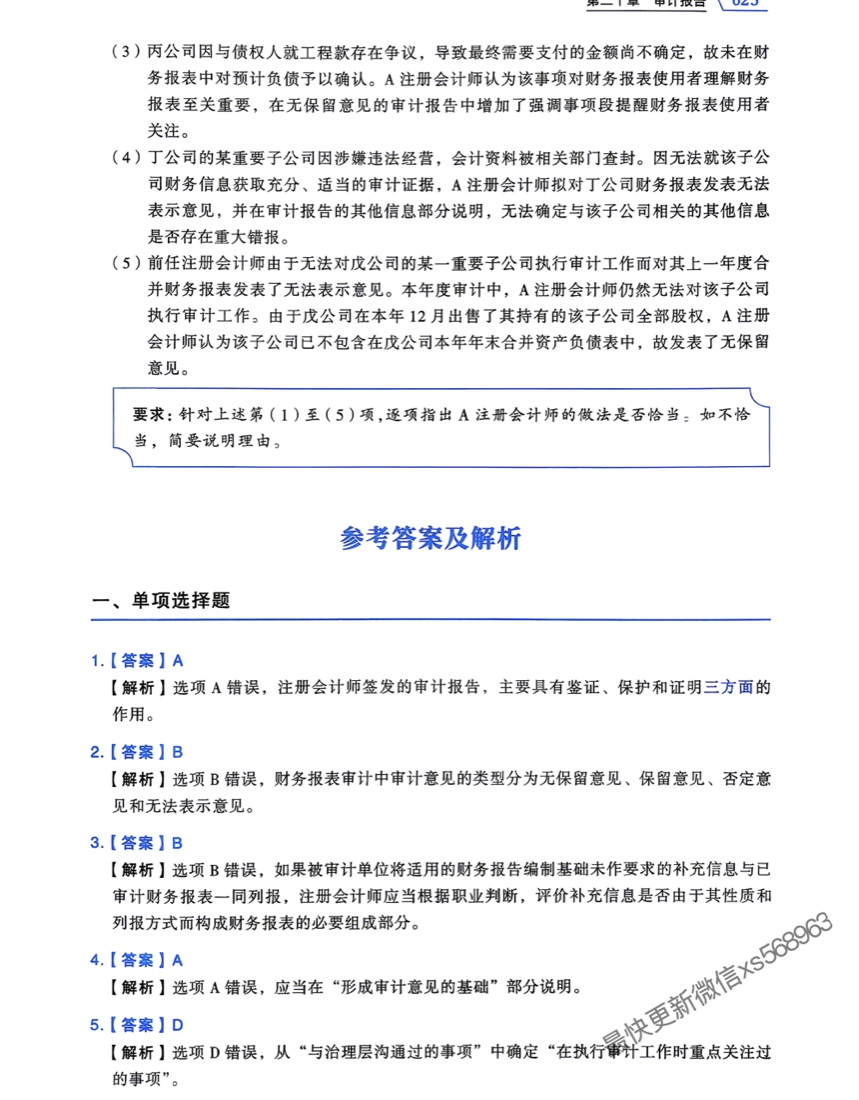 第二十章 审计报告 623
（3）丙公司因与债权人就工程款存在争议，导致最终需要支付的金额尚不确定，故未在财
务报表中对预计负债予以确认。A 注册会计师认为该事项对财务报表使用者理解财务
报表至关重要，在无保留意见的审计报告中增加了强调事项段提醒财务报表使用者
关注。
（4）丁公司的某重要子公司因涉嫌违法经营，会计资料被相关部门查封。因无法就该子公
司财务信息获取充分、适当的审计证据，A 注册会计师拟对丁公司财务报表发表无法
表示意见，并在审计报告的其他信息部分说明，无法确定与该子公司相关的其他信息
是否存在重大错报。
（5）前任注册会计师由于无法对戊公司的某一重要子公司执行审计工作而对其上一年度合
并财务报表发表了无法表示意见。本年度审计中，A 注册会计师仍然无法对该子公司
执行审计工作。由于戊公司在本年 12 月出售了其持有的该子公司全部股权，A 注册
会计师认为该子公司已不包含在戊公司本年年末合并资产负债表中，故发表了无保留
意见。
要求：针对上述第（1）至（5）项，逐项指出 A 注册会计师的做法是否恰当。如不恰
当，简要说明理由。
参考答案及解析
一、单项选择题
1.【答案】A
【解析】选项 A 错误，注册会计师签发的审计报告，主要具有鉴证、保护和证明三方面的
作用。
2.【答案】B
【解析】选项 B 错误，财务报表审计中审计意见的类型分为无保留意见、保留意见、否定意
见和无法表示意见。
3.【答案】B
【解析】选项 B 错误，如果被审计单位将适用的财务报告编制基础未作要求的补充信息与已
审计财务报表一同列报，注册会计师应当根据职业判断，评价补充信息是否由于其性质和
列报方式而构成财务报表的必要组成部分。
4.【答案】A
【解析】选项 A 错误，应当在“形成审计意见的基础”部分说明。
5.【答案】D
【解析】选项 D 错误，从“与治理层沟通过的事项”中确定“在执行审计工作时重点关注过
的事项”。
最快更新微信xs568963